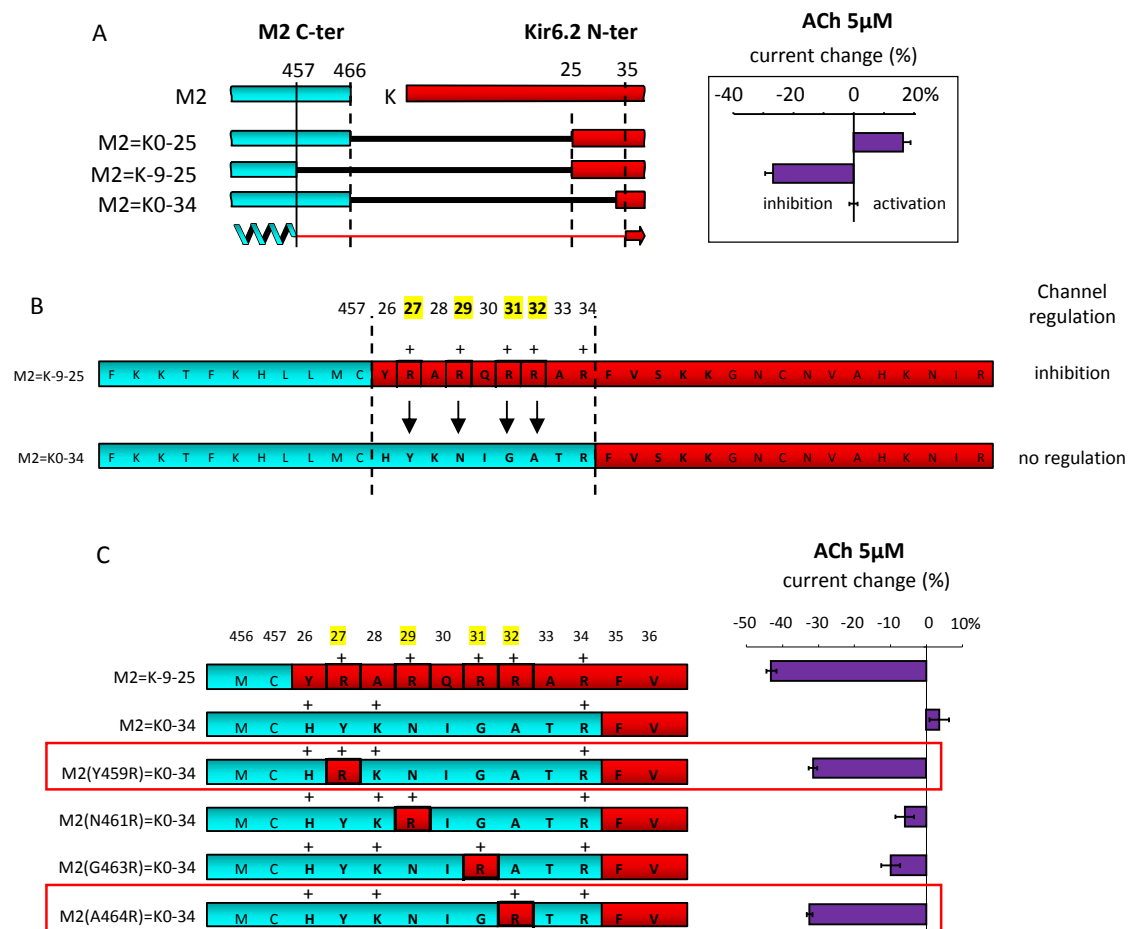 A
M2 C-ter
Kir6.2 N-ter
ACh 5µM
current change (%)
457
466
25
35
M2
K
-40 -20 0 20%
M2=K0-25
M2=K-9-25
M2=K0-34
inhibition activation
B
457 26 27 28 29 30 31 32 33 34
Channel
regulation
+ + + + +
M2=K-9-25 F K K T F K H L L M C Y R A R Q R R A R F V S K K G N C N V A H K N I R inhibition
M2=K0-34 F K K T F K H L L M C H Y K N I G A T R F V S K K G N C N V A H K N I R no regulation
C
ACh 5µM
current change (%)
456 457 26 27 28 29 30 31 32 33 34 35 36
-50 -40 -30 -20 -10 0 10%
+ + + + +
M2=K-9-25 M C Y R A R Q R R A R F V
+ + +
M2=K0-34 M C H Y K N I G A T R F V
+ + + +
M2(Y459R)=K0-34 M C H R K N I G A T R F V
+ + + +
M2(N461R)=K0-34 M C H Y K R I G A T R F V
+ + + +
M2(G463R)=K0-34 M C H Y K N I R A T R F V
+ + + +
M2(A464R)=K0-34 M C H Y K N I G R T R F V